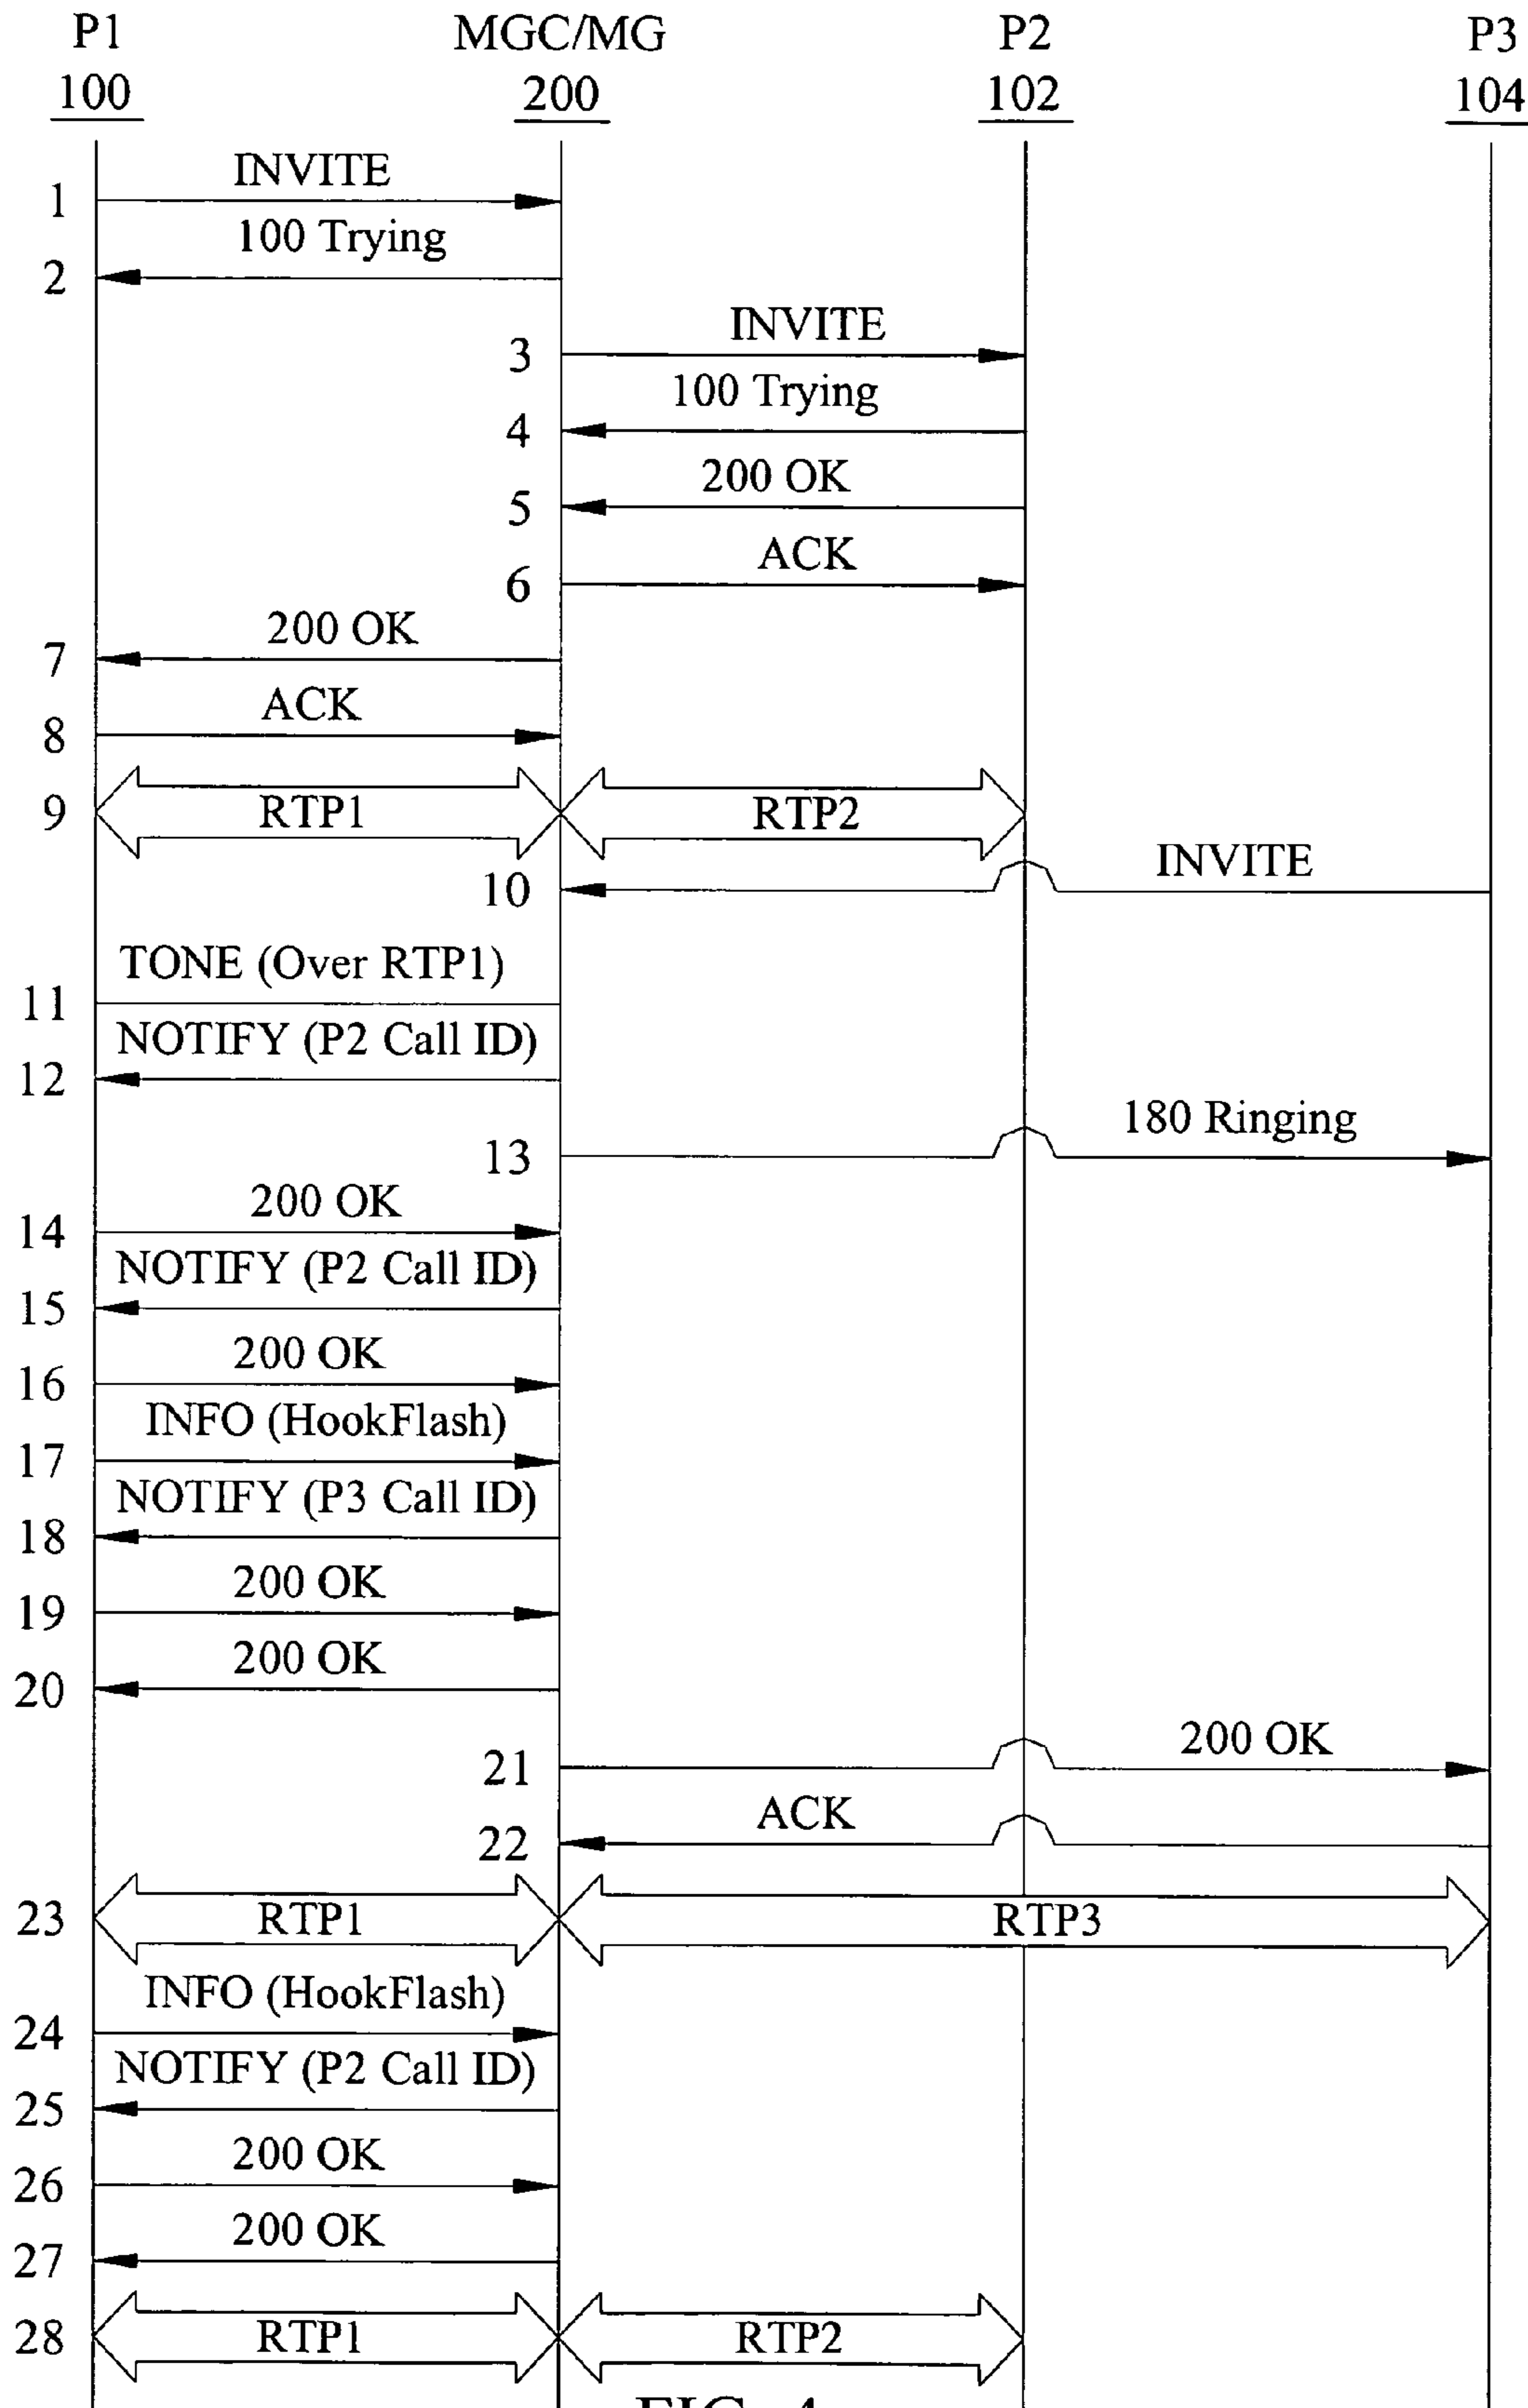 P1 MGC/MG P2 P3
100 200 102 104
INVITE
1
100 Trying
2
INVITE
3
100 Trying
4
200 OK
5
ACK
6
200 OK
7
ACK
8
9 RTP1 RTP2
INVITE
10
TONE (Over RTP1)
11
NOTIFY (P2 Call ID)
12
180 Ringing
13
200 OK
14
NOTIFY (P2 Call ID)
15
200 OK
16
INFO (HookFlash)
17
NOTIFY (P3 Call ID)
18
200 OK
19
200 OK
20
200 OK
21
ACK
22
23 RTP1 RTP3
INFO (HookFlash)
24
NOTIFY (P2 Call ID)
25
200 OK
26
200 OK
27
28 RTP1 RTP2